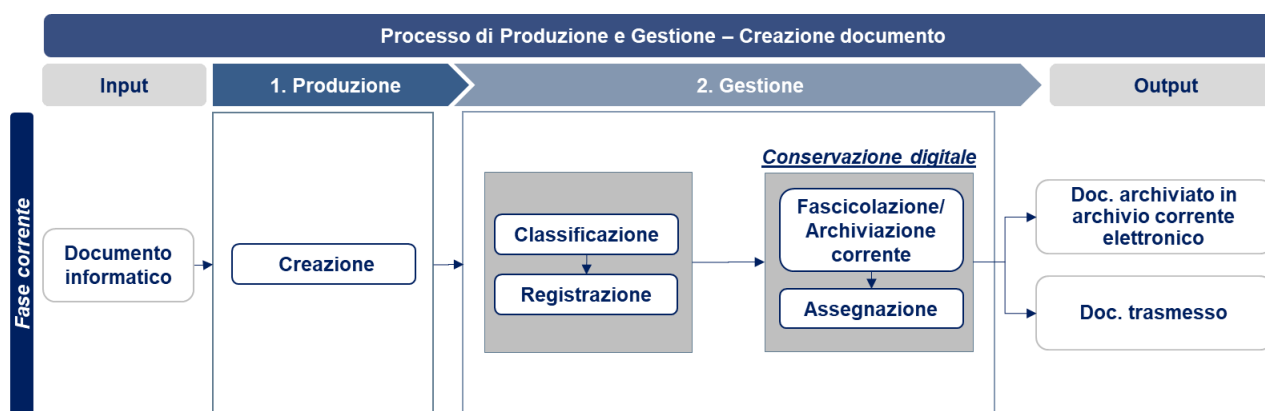 Processo di Produzione e Gestione – Creazione documento
Input
1. Produzione
2. Gestione
Output
Fase corrente
Documento
informatico
Creazione
Classificazione
Registrazione
Conservazione digitale
Fascicolazione/
Archiviazione
corrente
Assegnazione
Doc. archiviato in
archivio corrente
elettronico
Doc. trasmesso